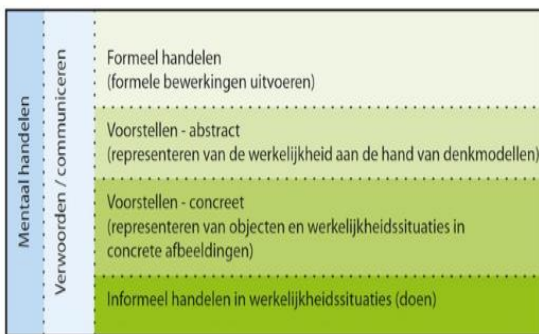 Mentaal handelen
Verwoorden / communiceren
Formeel handelen
(formele bewerkingen uitvoeren)
Voorstellen - abstract
(representeren van de werkelijkheid aan de hand van denkmodellen)
Voorstellen - concreet
(representeren van objecten en werkelijkheidssituaties in
concrete afbeeldingen)
Informeel handelen in werkelijkheidssituaties (doen)